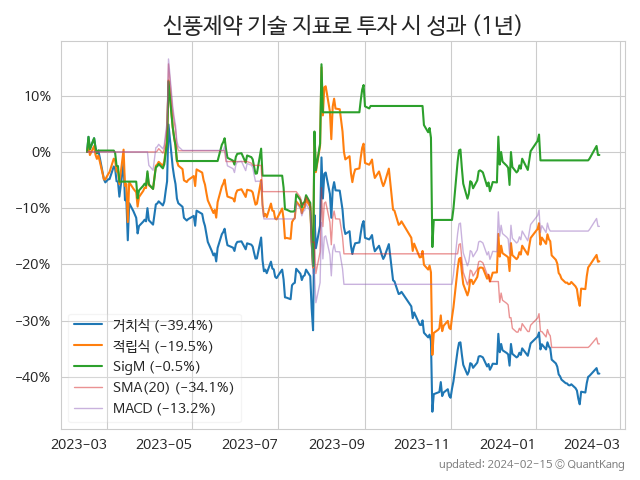 신풍제약 기술 지표로 투자 시 성과 (1년)
10%
0%
−10%
−20%
−30%
−40%
거치식 (−39.4%)
적립식 (−19.5%)
SigM (−0.5%)
SMA(20) (−34.1%)
MACD (−13.2%)
2023-03 2023-05 2023-07 2023-09 2023-11 2024-01 2024-03
updated: 2024-02-15 © QuantKang